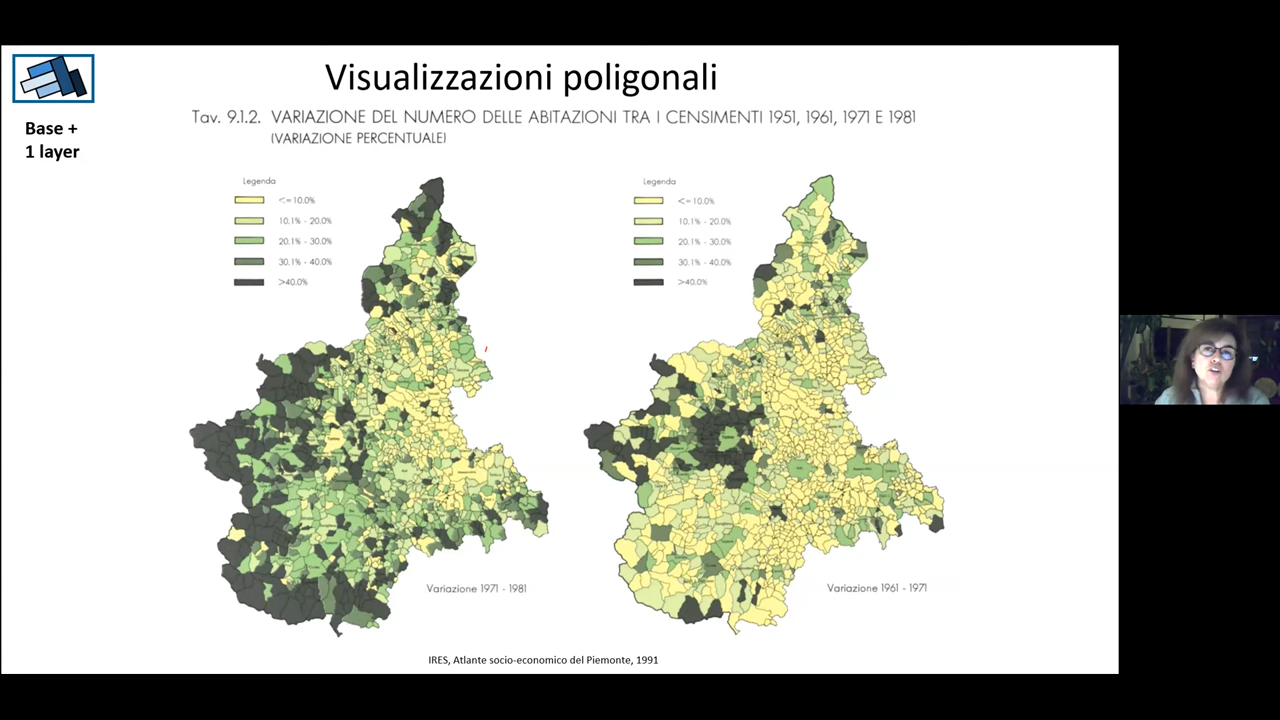 Visualizzazioni poligonali
Base +
1 layer
Tav. 9.1.2. VARIAZIONE DEL NUMERO DELLE ABITAZIONI TRA I CENSIMENTI 1951, 1961, 1971 E 1981
(VARIAZIONE PERCENTUALE)
Legenda
<= 10.0%
10.1% - 20.0%
20.1% - 30.0%
30.1% - 40.0%
>40.0%
Variazione 1971 - 1981
Legenda
<= 10.0%
10.1% - 20.0%
20.1% - 30.0%
30.1% - 40.0%
>40.0%
Variazione 1961 - 1971
IRES, Atlante socio-economico del Piemonte, 1991